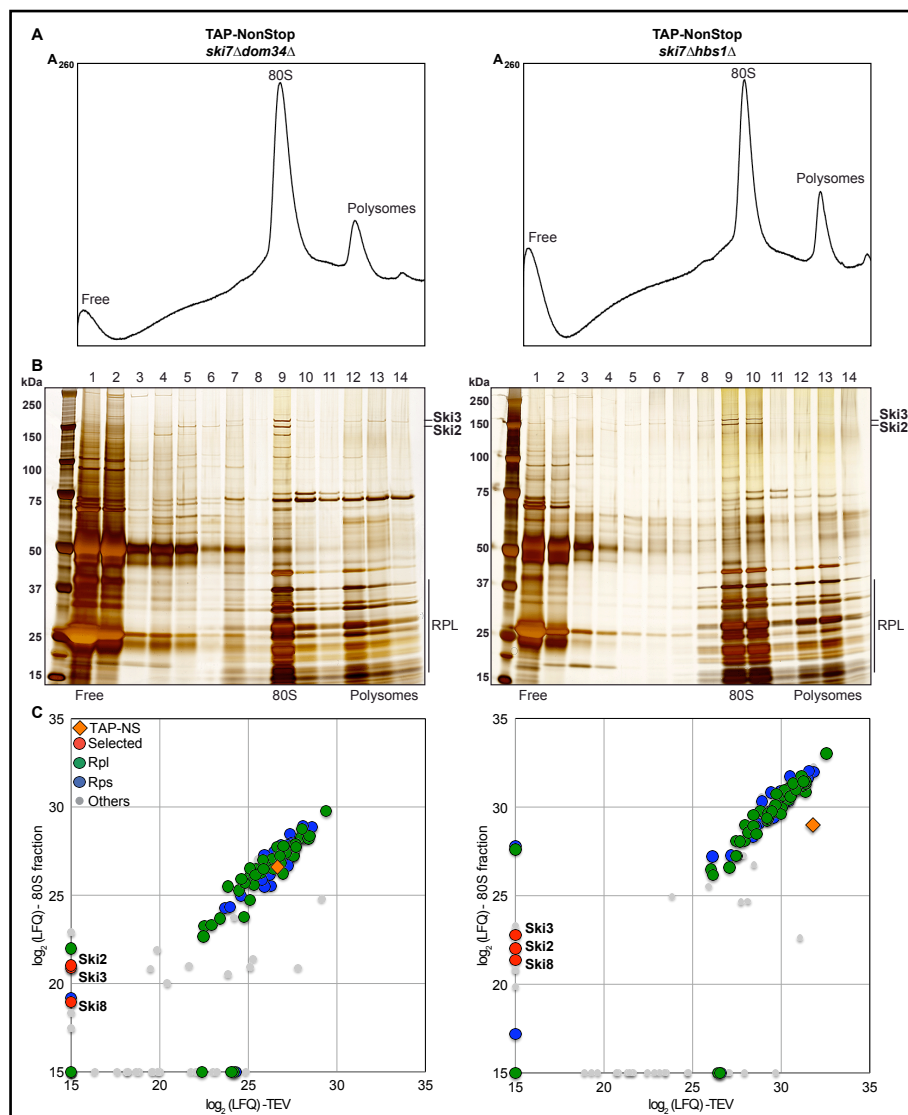 A
TAP-NonStop
ski7Δdom34Δ
A260
80S
Polysomes
Free
TAP-NonStop
ski7Δhbs1Δ
A260
80S
Polysomes
Free
B
kDa
1 2 3 4 5 6 7 8 9 10 11 12 13 14
250
150
100
75
50
37
25
15
Ski3
Ski2
RPL
Free 80S Polysomes
kDa
1 2 3 4 5 6 7 8 9 10 11 12 13 14
250
150
100
75
50
37
25
15
Ski3
Ski2
RPL
Free 80S Polysomes
C
35
30
25
20
15
log2 (LFQ) - 80S fraction
TAP-NS
Selected
Rpl
Rps
Others
Ski2
Ski3
Ski8
15 20 25 30 35
log2 (LFQ) -TEV
35
30
25
20
15
log2 (LFQ) - 80S fraction
Ski3
Ski2
Ski8
15 20 25 30 35
log2 (LFQ) -TEV